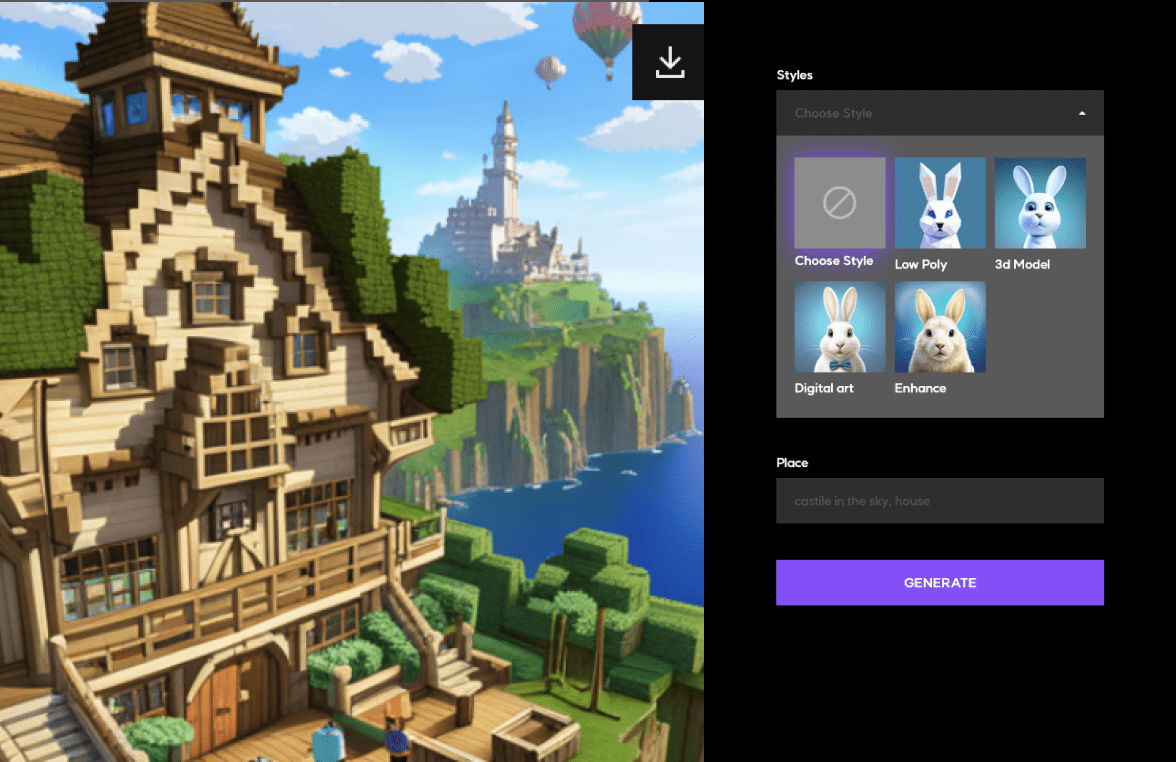 Styles
Choose Style
Choose Style
Low Poly
3d Model
Digital art
Enhance
Place
castile in the sky, house
GENERATE